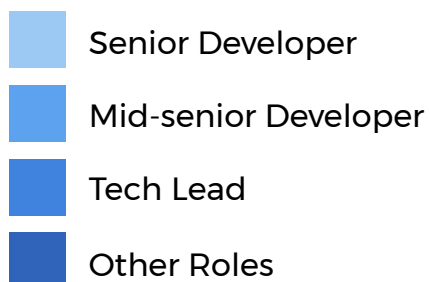 Senior Developer
Mid-senior Developer
Tech Lead
Other Roles